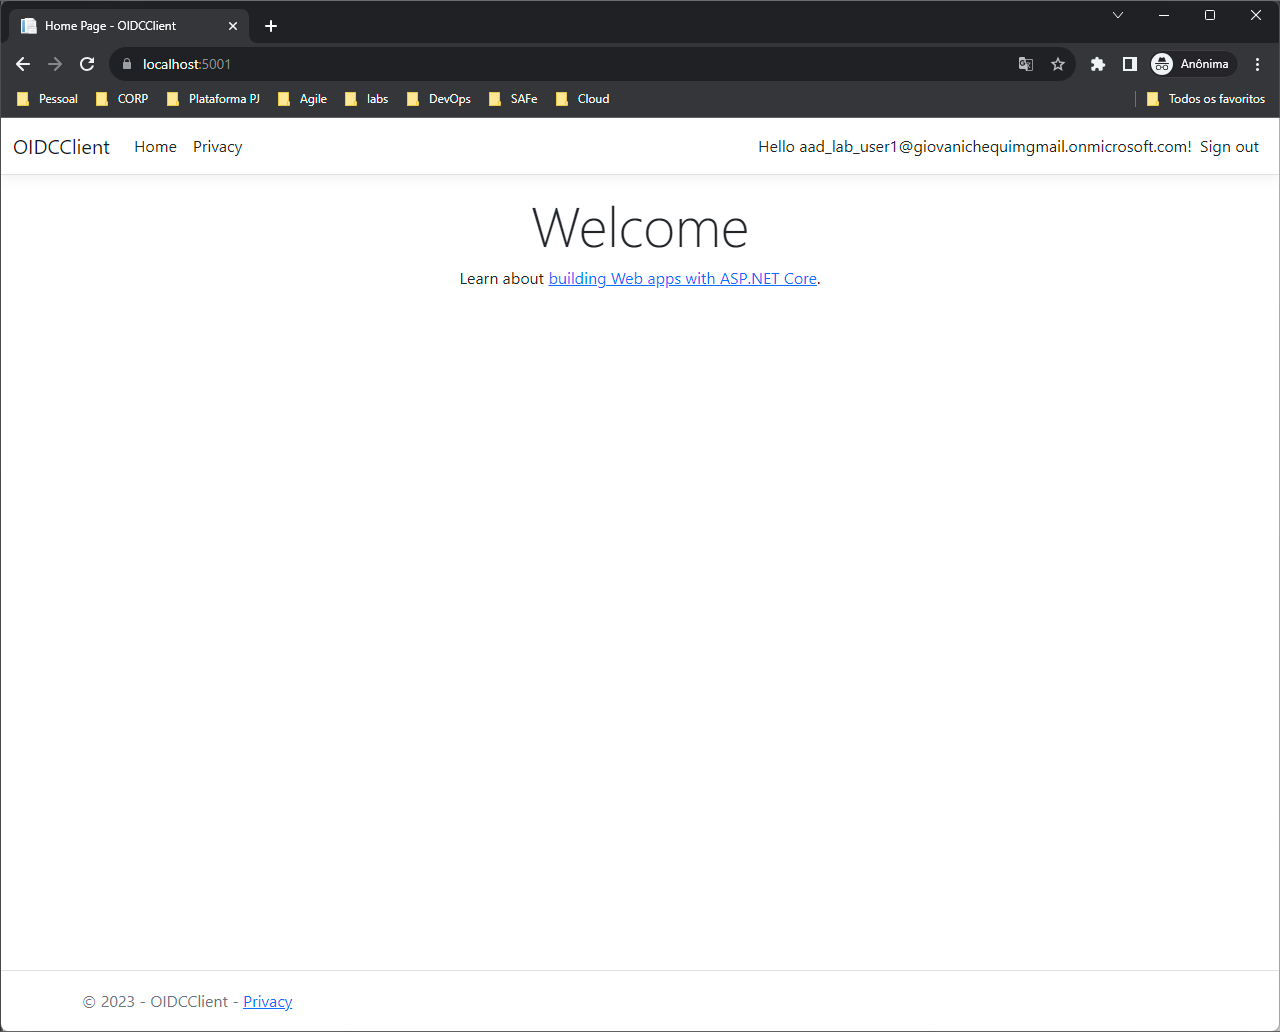 Home Page - OIDCClient
localhost:5001
Anônima
Pessoal CORP Plataforma PJ Agile labs DevOps SAFe Cloud Todos os favoritos
OIDCClient Home Privacy Hello aad_lab_user1@giovanichequimgmail.onmicrosoft.com! Sign out
Welcome
Learn about building Web apps with ASP.NET Core.
© 2023 - OIDCClient - Privacy